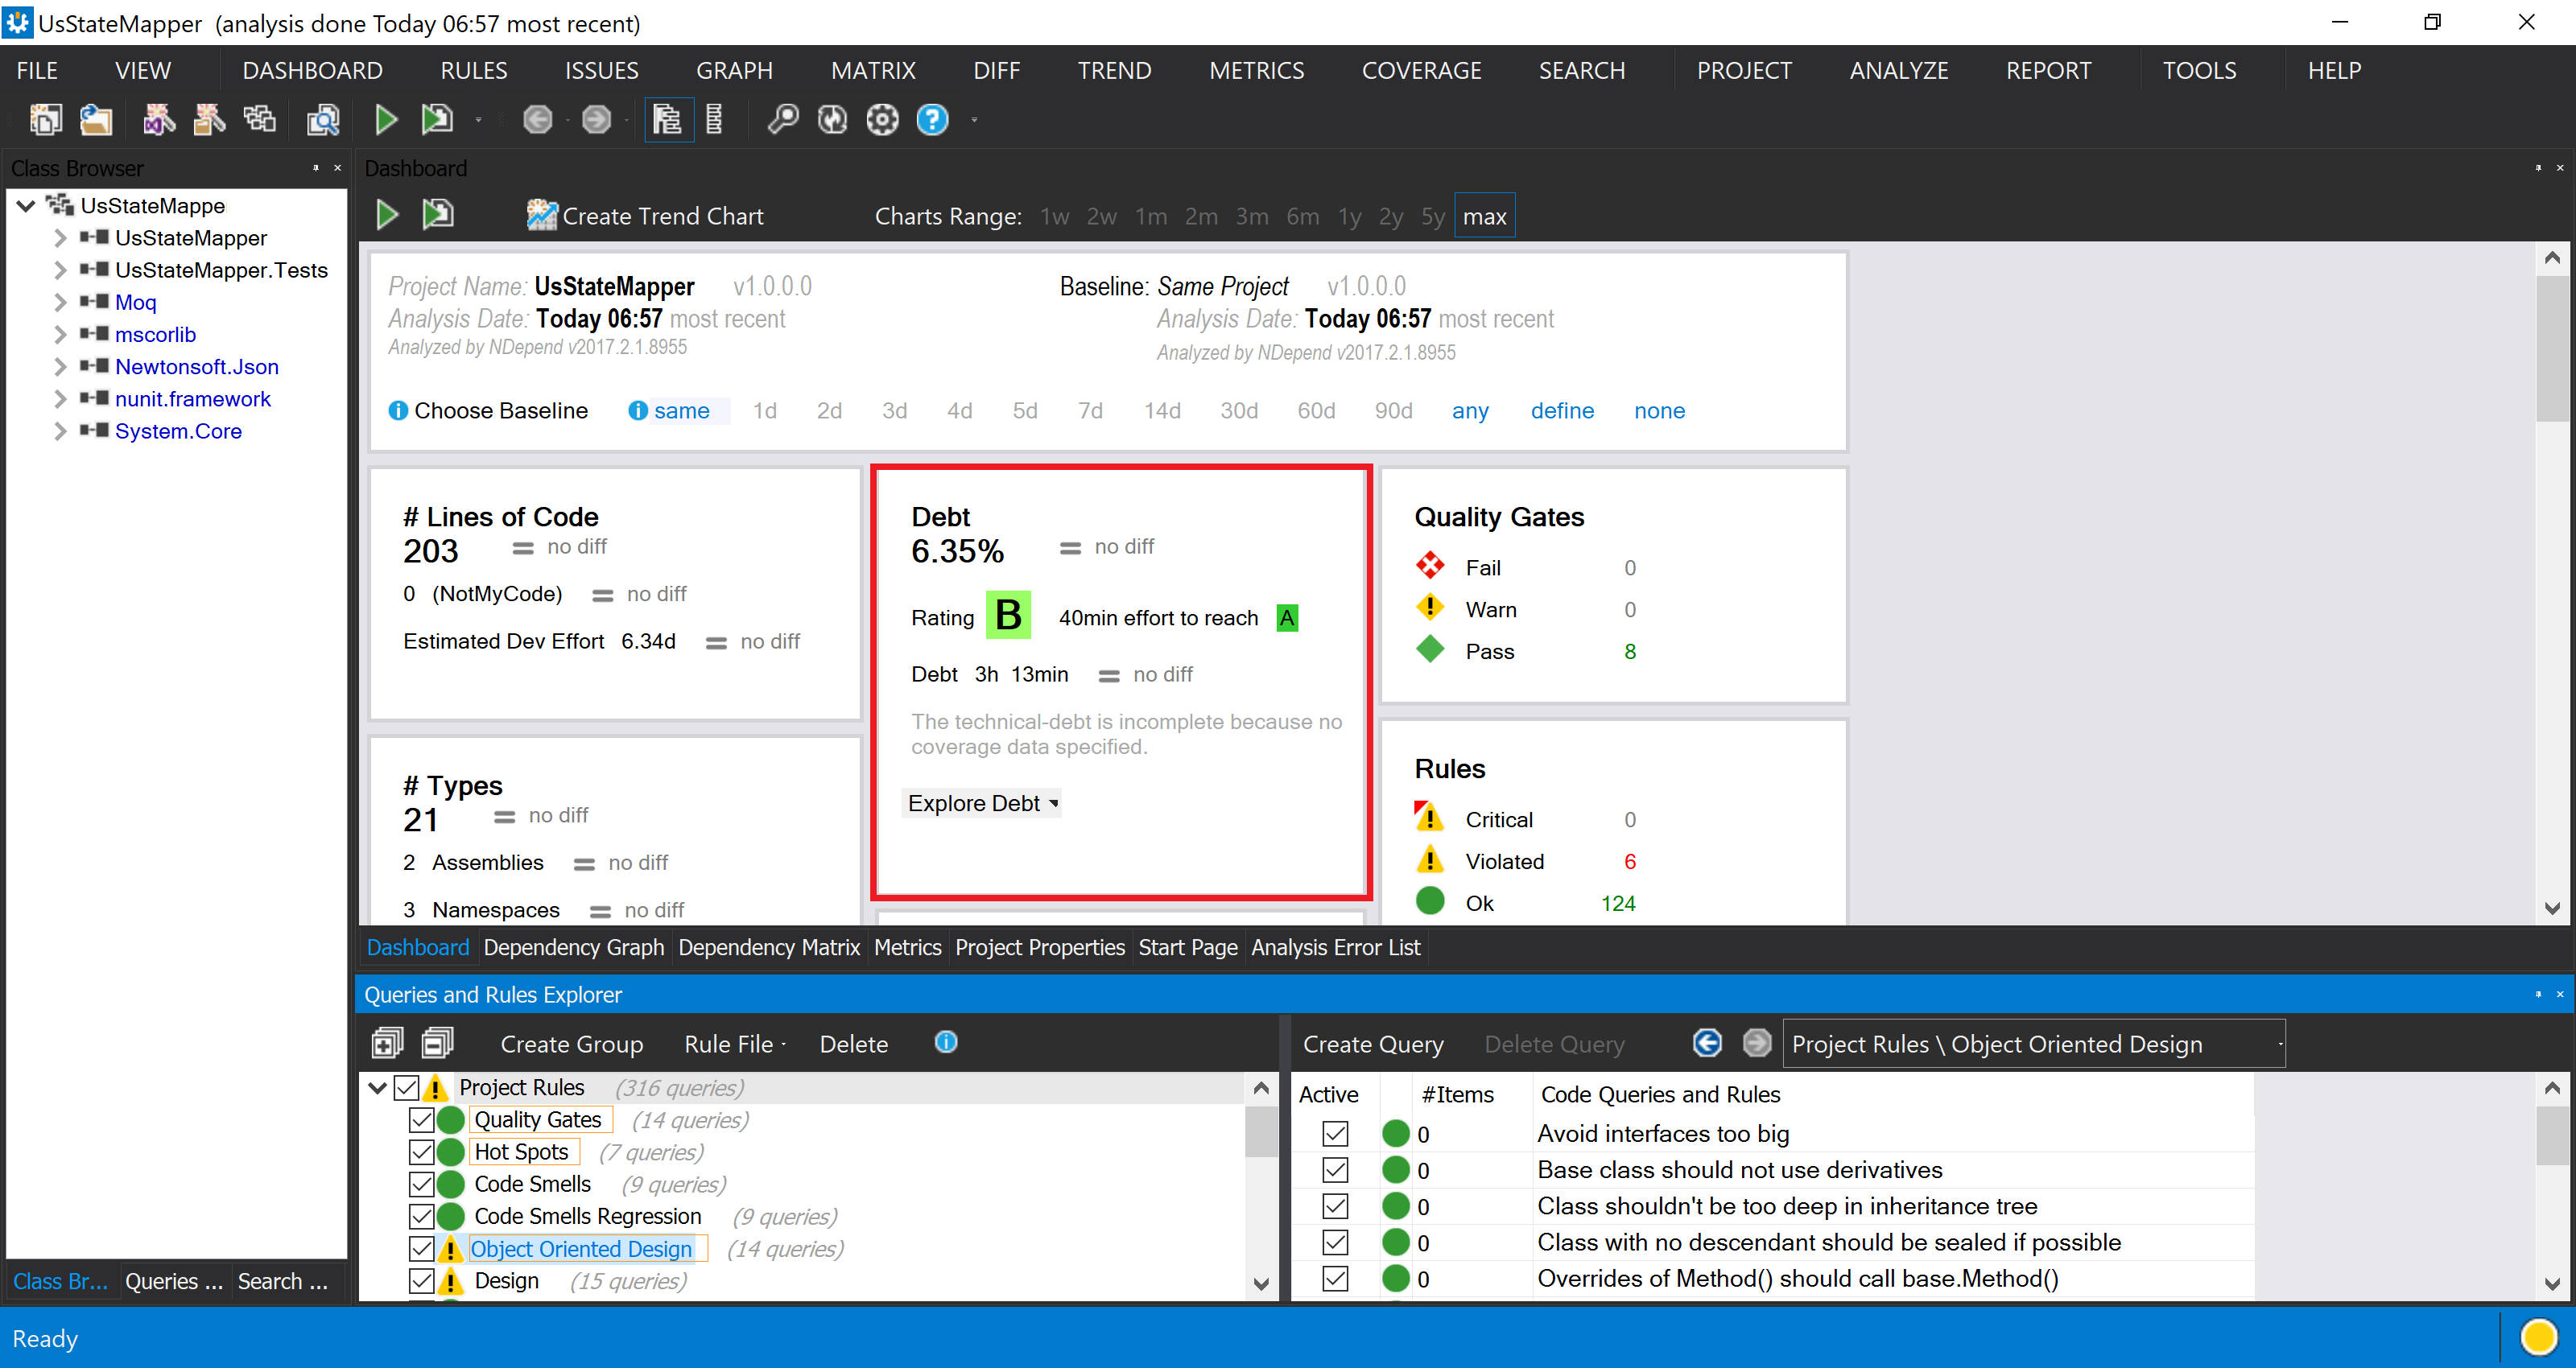 UsStateMapper (analysis done Today 06:57 most recent)
FILE VIEW DASHBOARD RULES ISSUES GRAPH MATRIX DIFF TREND METRICS COVERAGE SEARCH PROJECT ANALYZE REPORT TOOLS HELP
Class Browser
UsStateMappe
UsStateMapper
UsStateMapper.Tests
Moq
mscorlib
Newtonsoft.Json
nunit.framework
System.Core
Class Br... Queries ... Search ...
Dashboard
Create Trend Chart Charts Range: 1w 2w 1m 2m 3m 6m 1y 2y 5y max
Project Name: UsStateMapper v1.0.0.0 Baseline: Same Project v1.0.0.0
Analysis Date: Today 06:57 most recent Analysis Date: Today 06:57 most recent
Analyzed by NDepend v2017.2.1.8955 Analyzed by NDepend v2017.2.1.8955
Choose Baseline same 1d 2d 3d 4d 5d 7d 14d 30d 60d 90d any define none
# Lines of Code
203 = no diff
0 (NotMyCode) = no diff
Estimated Dev Effort 6.34d = no diff
# Types
21 = no diff
2 Assemblies = no diff
3 Namespaces = no diff
Debt
6.35% = no diff
Rating B 40min effort to reach A
Debt 3h 13min = no diff
The technical-debt is incomplete because no
coverage data specified.
Explore Debt
Quality Gates
Fail 0
Warn 0
Pass 8
Rules
Critical 0
Violated 6
Ok 124
Dashboard Dependency Graph Dependency Matrix Metrics Project Properties Start Page Analysis Error List
Queries and Rules Explorer
Create Group Rule File Delete
Project Rules (316 queries)
Quality Gates (14 queries)
Hot Spots (7 queries)
Code Smells (9 queries)
Code Smells Regression (9 queries)
Object Oriented Design (14 queries)
Design (15 queries)
Create Query Delete Query Project Rules \ Object Oriented Design
Active #Items Code Queries and Rules
0 Avoid interfaces too big
0 Base class should not use derivatives
0 Class shouldn't be too deep in inheritance tree
0 Class with no descendant should be sealed if possible
0 Overrides of Method() should call base.Method()
Ready